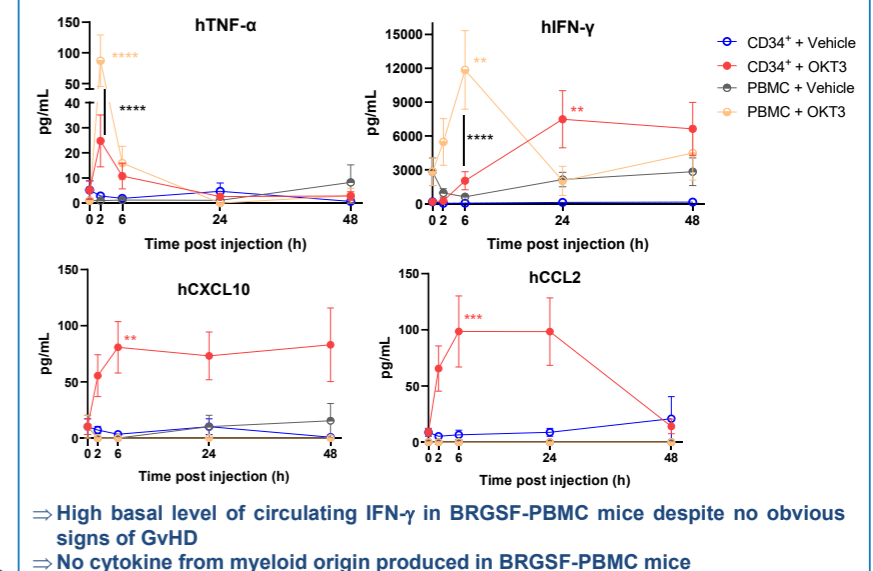 hTNF-α
pg/mL
150
100
50
40
30
20
10
0
****
****
0 2 6 24 48
Time post injection (h)
hIFN-γ
pg/mL
15000
12000
9000
6000
3000
0
**
****
**
0 2 6 24 48
Time post injection (h)
CD34+ + Vehicle
CD34+ + OKT3
PBMC + Vehicle
PBMC + OKT3
hCXCL10
pg/mL
150
100
50
0
**
0 2 6 24 48
Time post injection (h)
hCCL2
pg/mL
150
100
50
0
***
0 2 6 24 48
Time post injection (h)
⇒ High basal level of circulating IFN-γ in BRGSF-PBMC mice despite no obvious
signs of GvHD
⇒ No cytokine from myeloid origin produced in BRGSF-PBMC mice